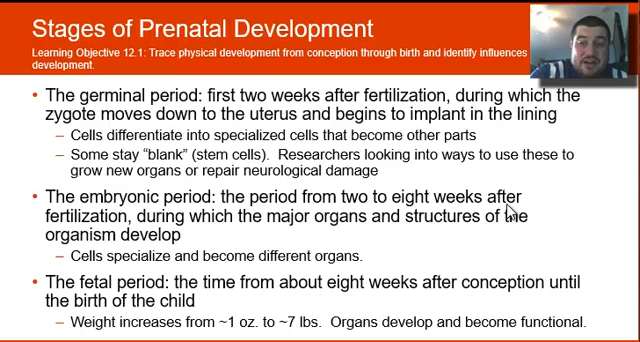 Stages of Prenatal Development
Learning Objective 12.1: Trace physical development from conception through birth and identify influences
development.
• The germinal period: first two weeks after fertilization, during which the
zygote moves down to the uterus and begins to implant in the lining
– Cells differentiate into specialized cells that become other parts
– Some stay “blank” (stem cells).  Researchers looking into ways to use these to
grow new organs or repair neurological damage
• The embryonic period: the period from two to eight weeks after
fertilization, during which the major organs and structures of the
organism develop
– Cells specialize and become different organs.
• The fetal period: the time from about eight weeks after conception until
the birth of the child
– Weight increases from ~1 oz. to ~7 lbs.  Organs develop and become functional.